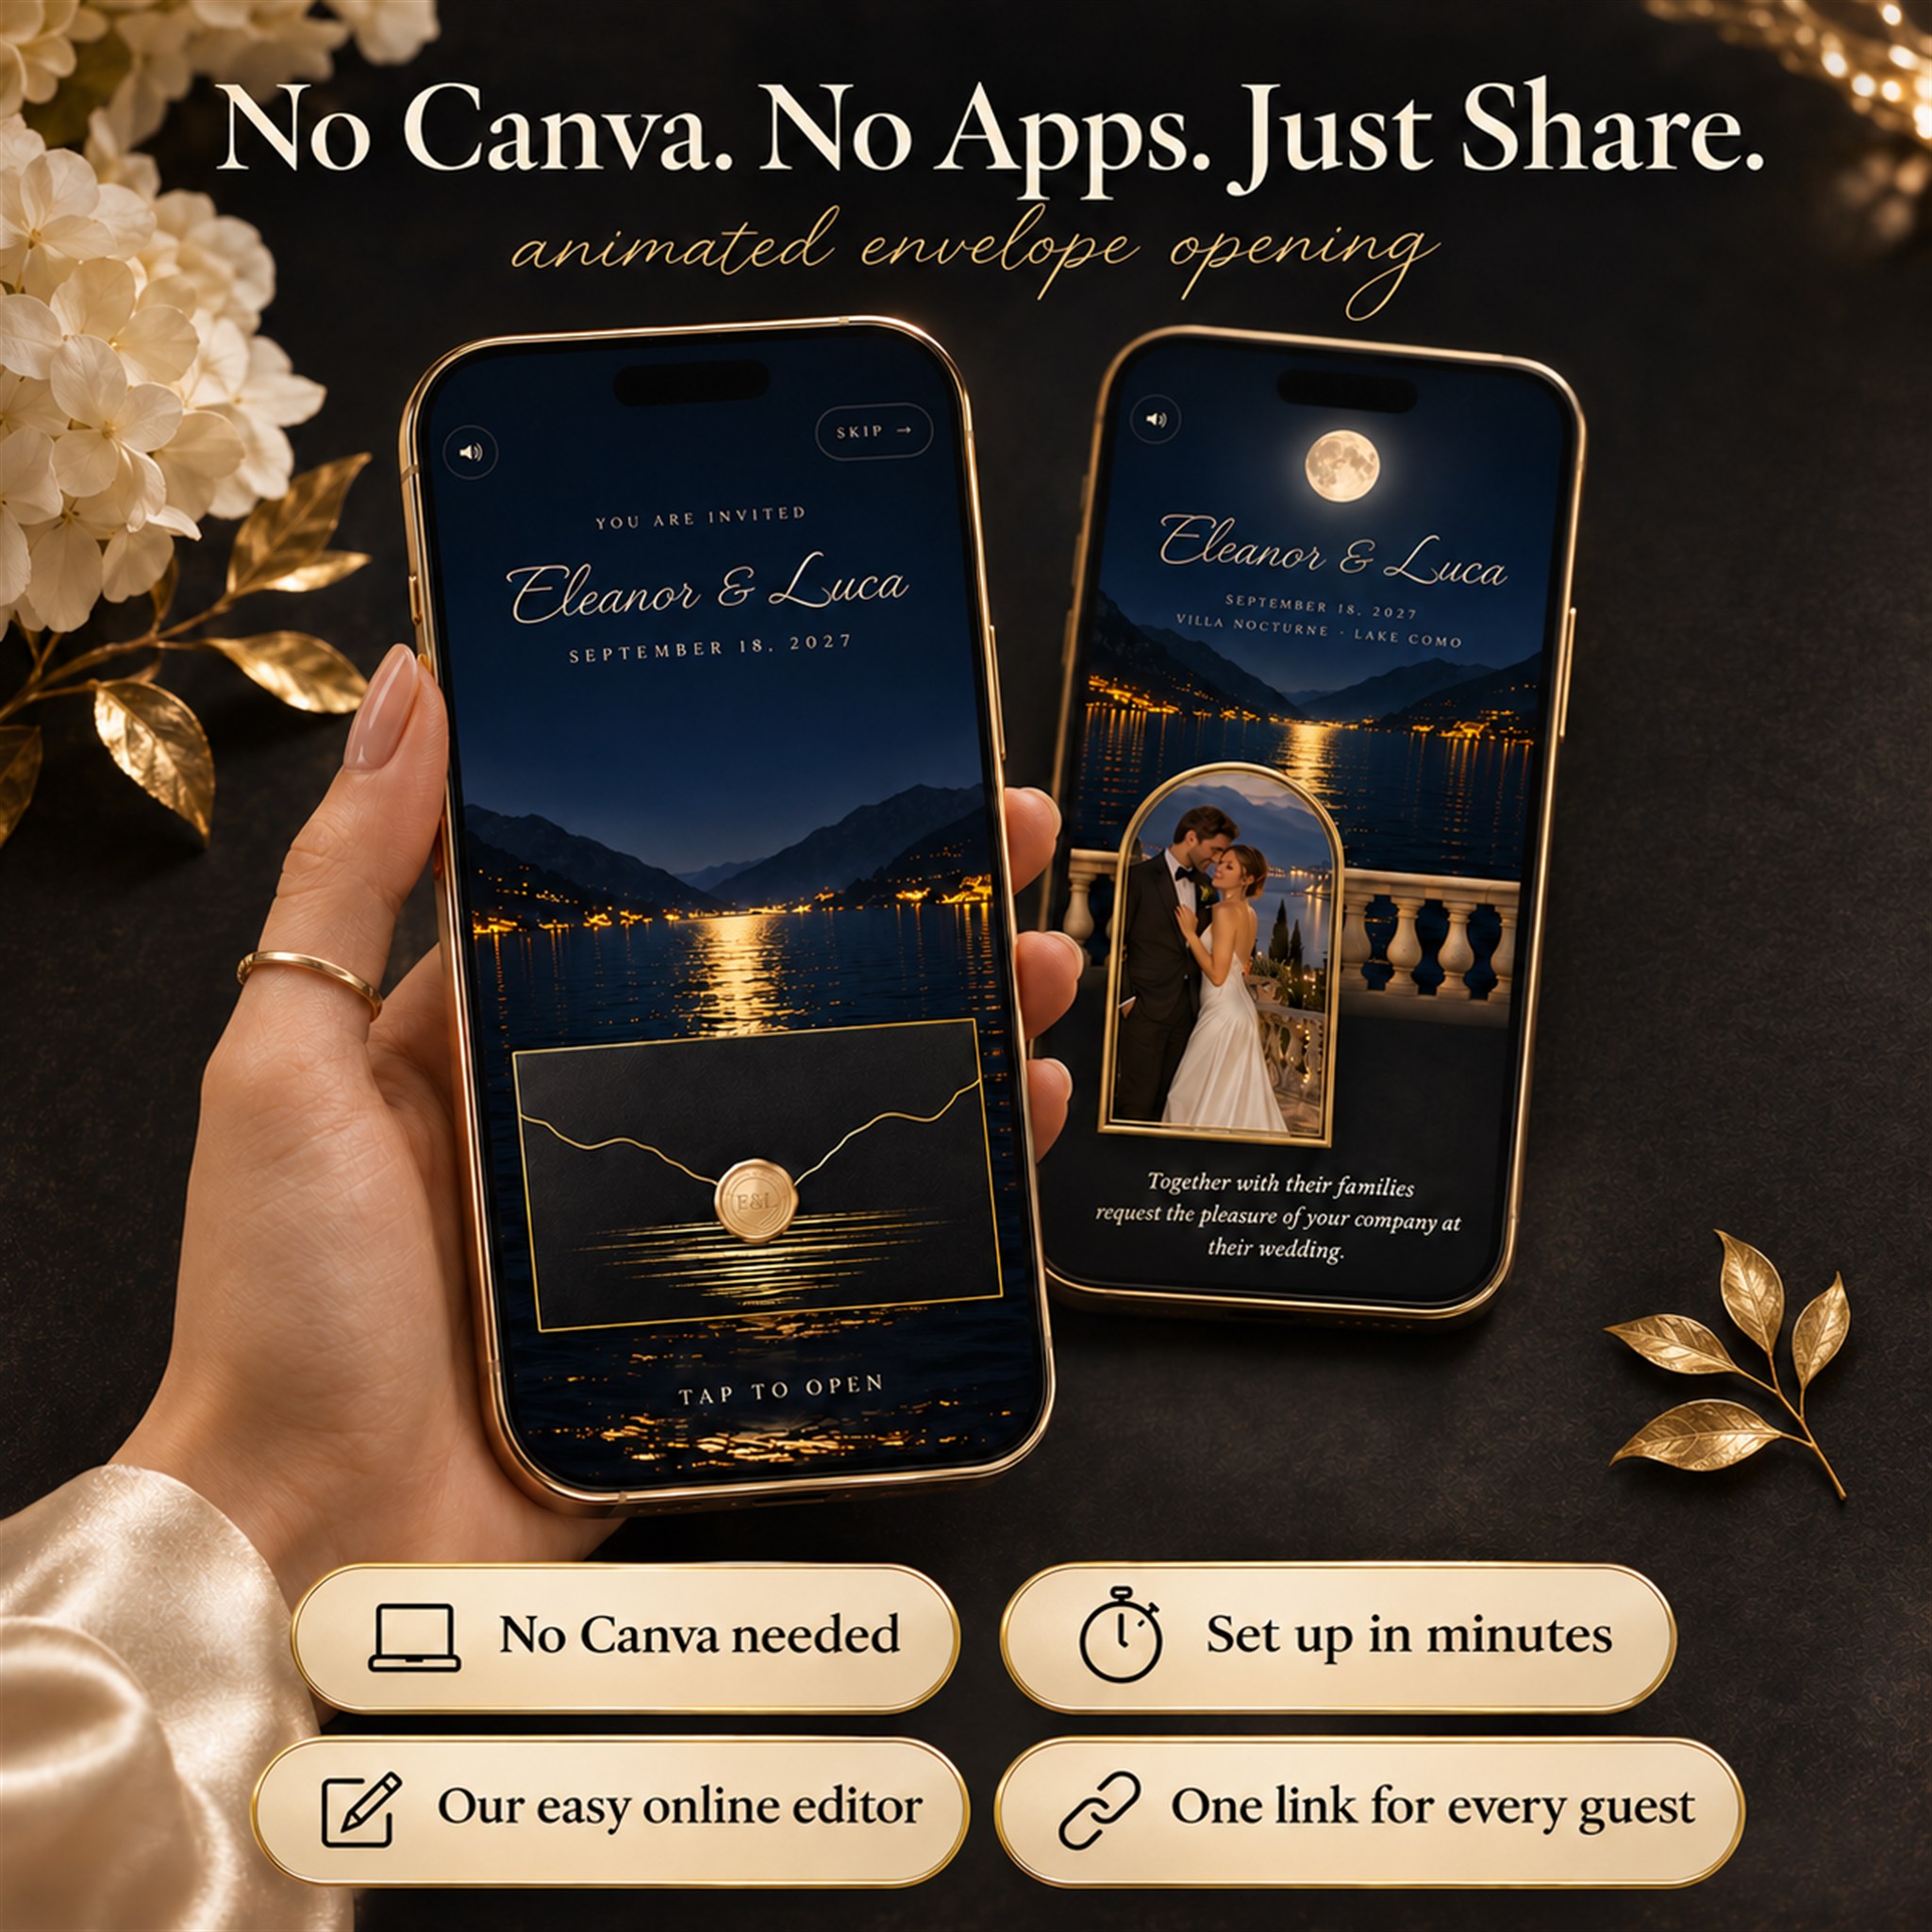 No Canva. No Apps. Just Share.
animated envelope opening
SKIP →
YOU ARE INVITED
Eleanor & Luca
SEPTEMBER 18, 2027
E&L
TAP TO OPEN
Eleanor & Luca
SEPTEMBER 18, 2027
VILLA NOCTURNE · LAKE COMO
Together with their families
request the pleasure of your company at
their wedding.
No Canva needed
Set up in minutes
Our easy online editor
One link for every guest